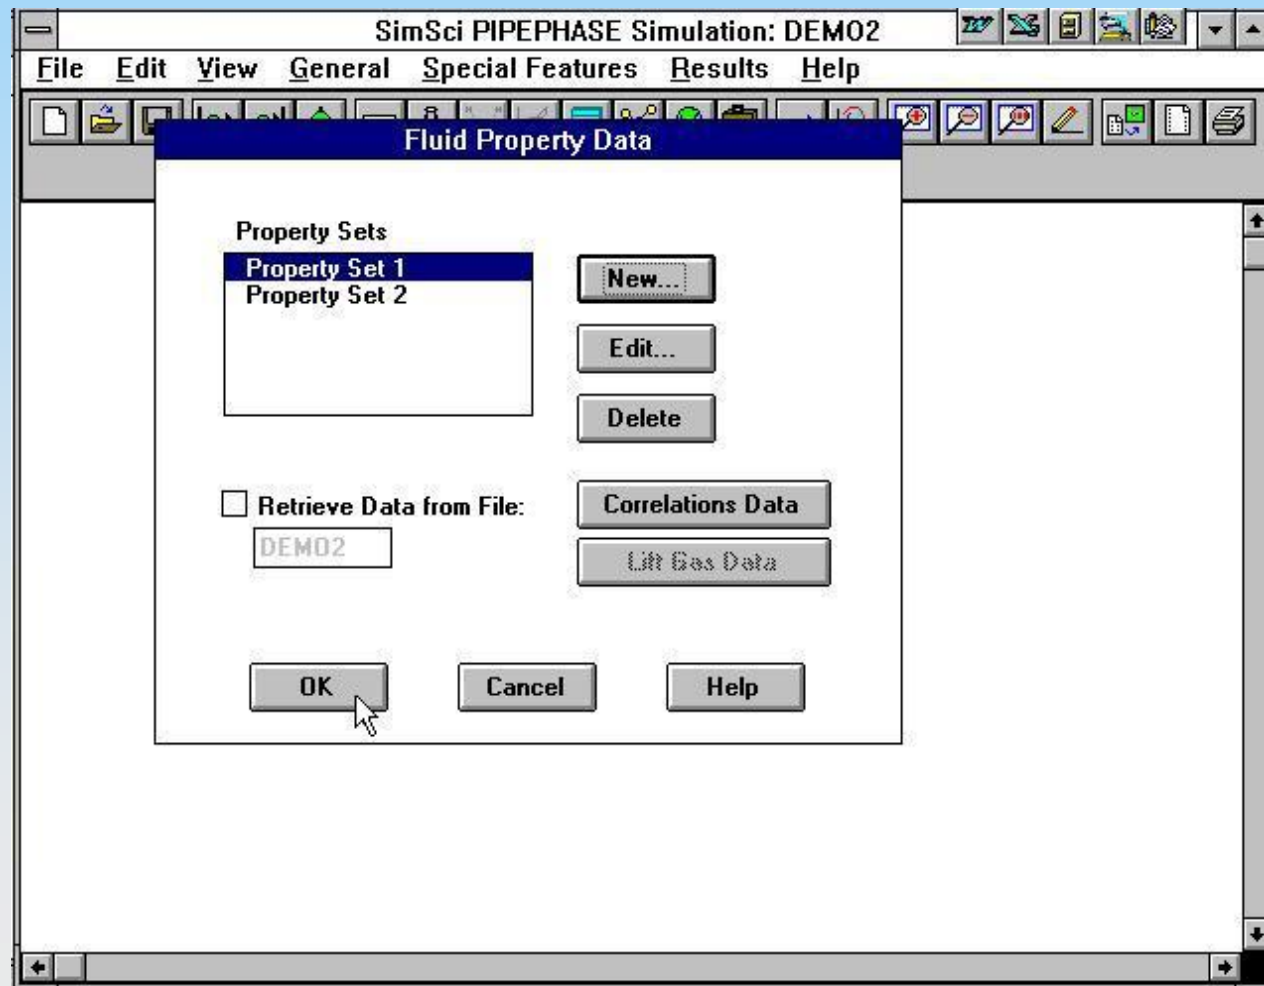 SimSci PIPEPHASE Simulation: DEMO2
File Edit View General Special Features Results Help
Fluid Property Data
Property Sets
Property Set 1
Property Set 2
New...
Edit...
Delete
Retrieve Data from File:
DEMO2
Correlations Data
Lift Gas Data
OK Cancel Help